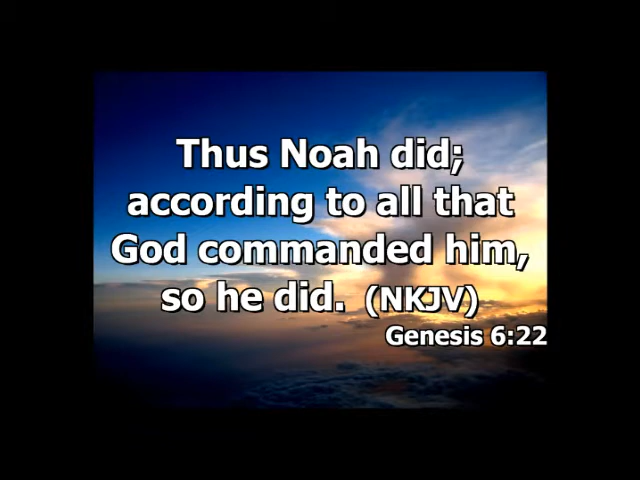 Thus Noah did;
according to all that
God commanded him,
so he did. (NKJV)
Genesis 6:22